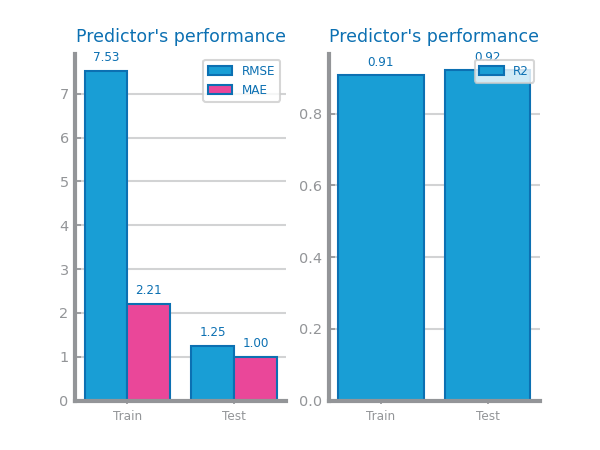 Predictor's performance
7.53
RMSE
MAE
7
6
5
4
3
2
1
0
2.21
1.25
1.00
Train
Test
Predictor's performance
0.91
0.92
R2
0.8
0.6
0.4
0.2
0.0
Train
Test